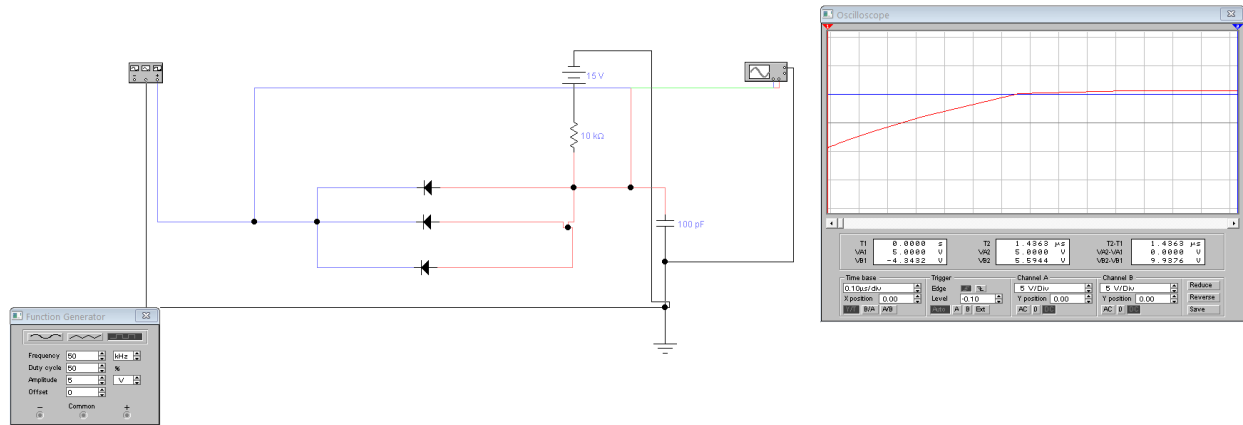 Oscilloscope
15 V
10 kΩ
100 pF
T1 0.0000 s T2 1.4363 µs T2-T1 1.4363 µs
VA1 5.0000 V VA2 5.0000 V VA2-VA1 0.0000 V
VB1 -4.3432 V VB2 5.5944 V VB2-VB1 9.9376 V
Time base Trigger Channel A Channel B
0.10µs/div Edge 5 V/Div 5 V/Div Reduce
X position 0.00 Level -0.10 Y position 0.00 Y position 0.00 Reverse
Y/T B/A A/B Auto A B Ext AC 0 DC AC 0 DC Save
Function Generator
Frequency 50 kHz
Duty cycle 50 %
Amplitude 5 V
Offset 0
− Common +